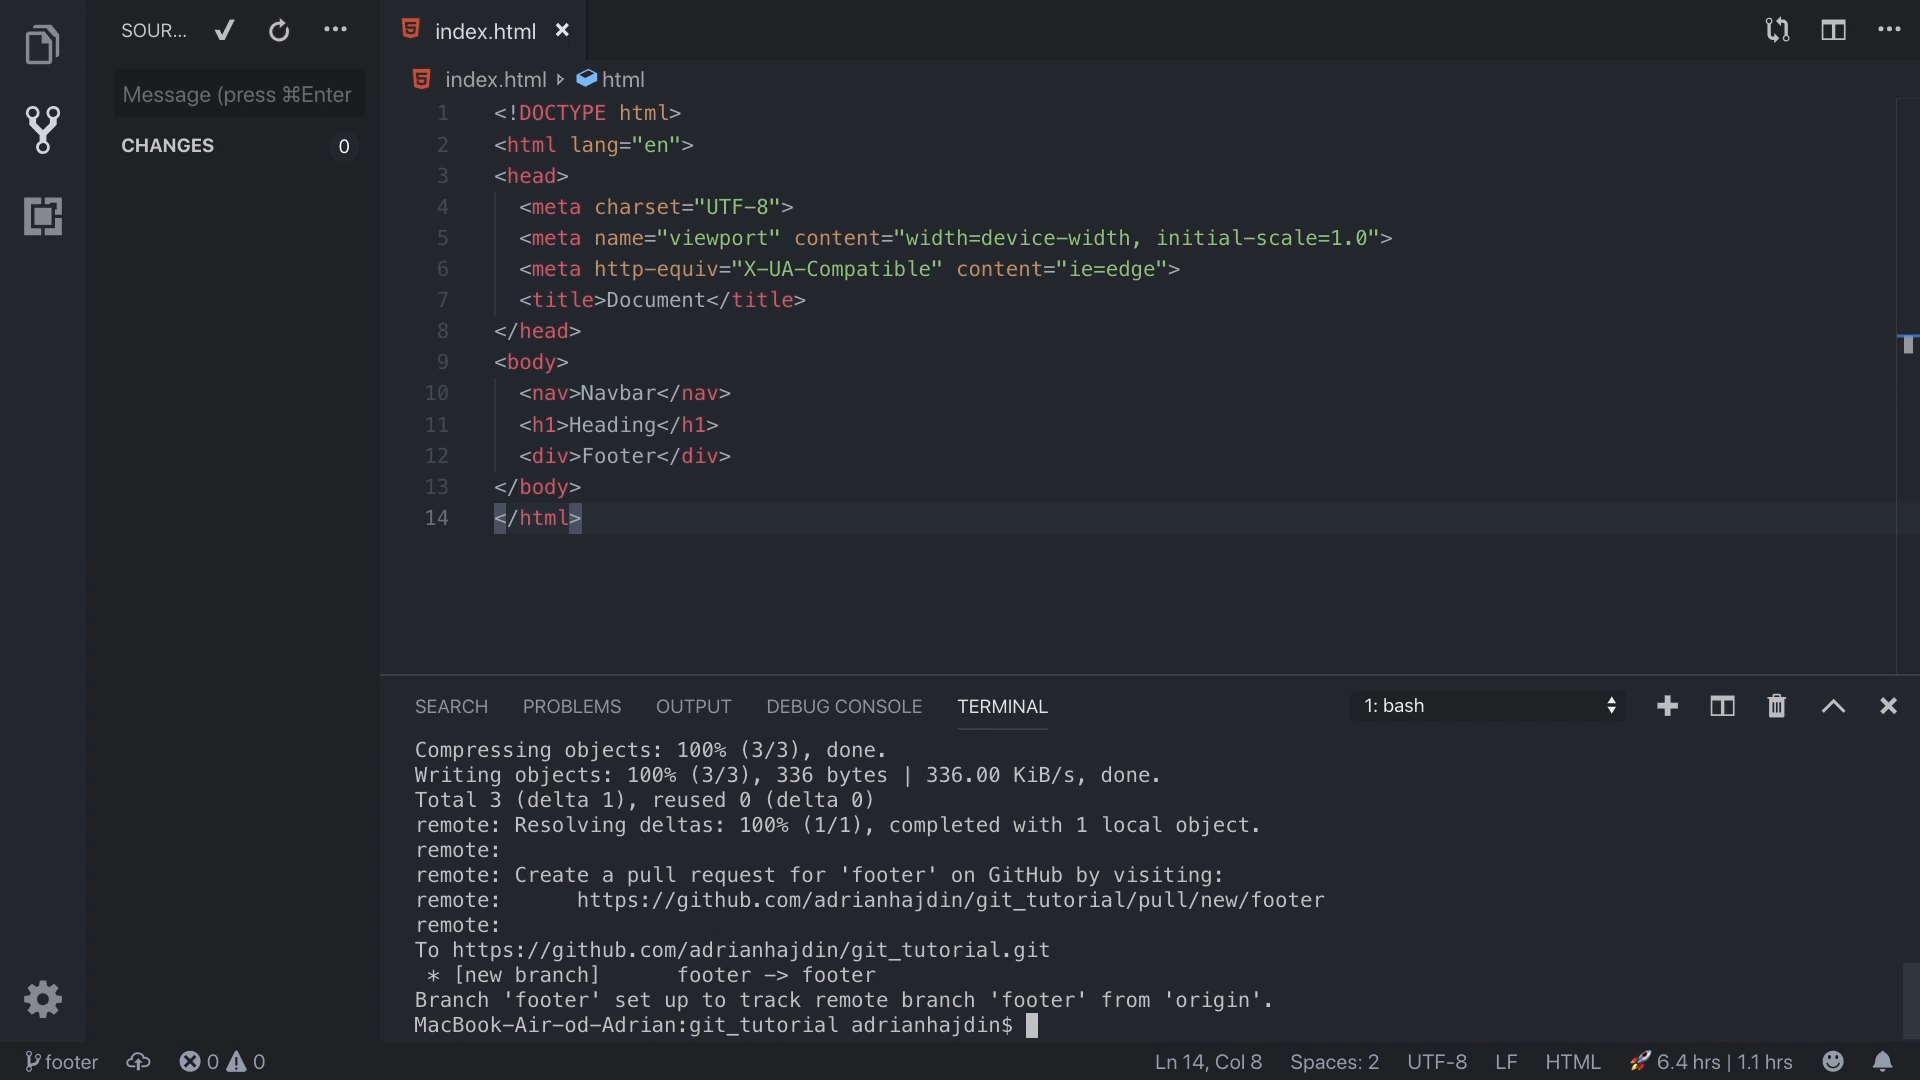 SOUR...
Message (press ⌘Enter
CHANGES 0
index.html
index.html html
1 <!DOCTYPE html>
2 <html lang="en">
3 <head>
4 <meta charset="UTF-8">
5 <meta name="viewport" content="width=device-width, initial-scale=1.0">
6 <meta http-equiv="X-UA-Compatible" content="ie=edge">
7 <title>Document</title>
8 </head>
9 <body>
10 <nav>Navbar</nav>
11 <h1>Heading</h1>
12 <div>Footer</div>
13 </body>
14 </html>
SEARCH PROBLEMS OUTPUT DEBUG CONSOLE TERMINAL 1: bash
Compressing objects: 100% (3/3), done.
Writing objects: 100% (3/3), 336 bytes | 336.00 KiB/s, done.
Total 3 (delta 1), reused 0 (delta 0)
remote: Resolving deltas: 100% (1/1), completed with 1 local object.
remote:
remote: Create a pull request for 'footer' on GitHub by visiting:
remote:      https://github.com/adrianhajdin/git_tutorial/pull/new/footer
remote:
To https://github.com/adrianhajdin/git_tutorial.git
* [new branch]      footer -> footer
Branch 'footer' set up to track remote branch 'footer' from 'origin'.
MacBook-Air-od-Adrian:git_tutorial adrianhajdin$
footer 0 0 Ln 14, Col 8 Spaces: 2 UTF-8 LF HTML 6.4 hrs | 1.1 hrs